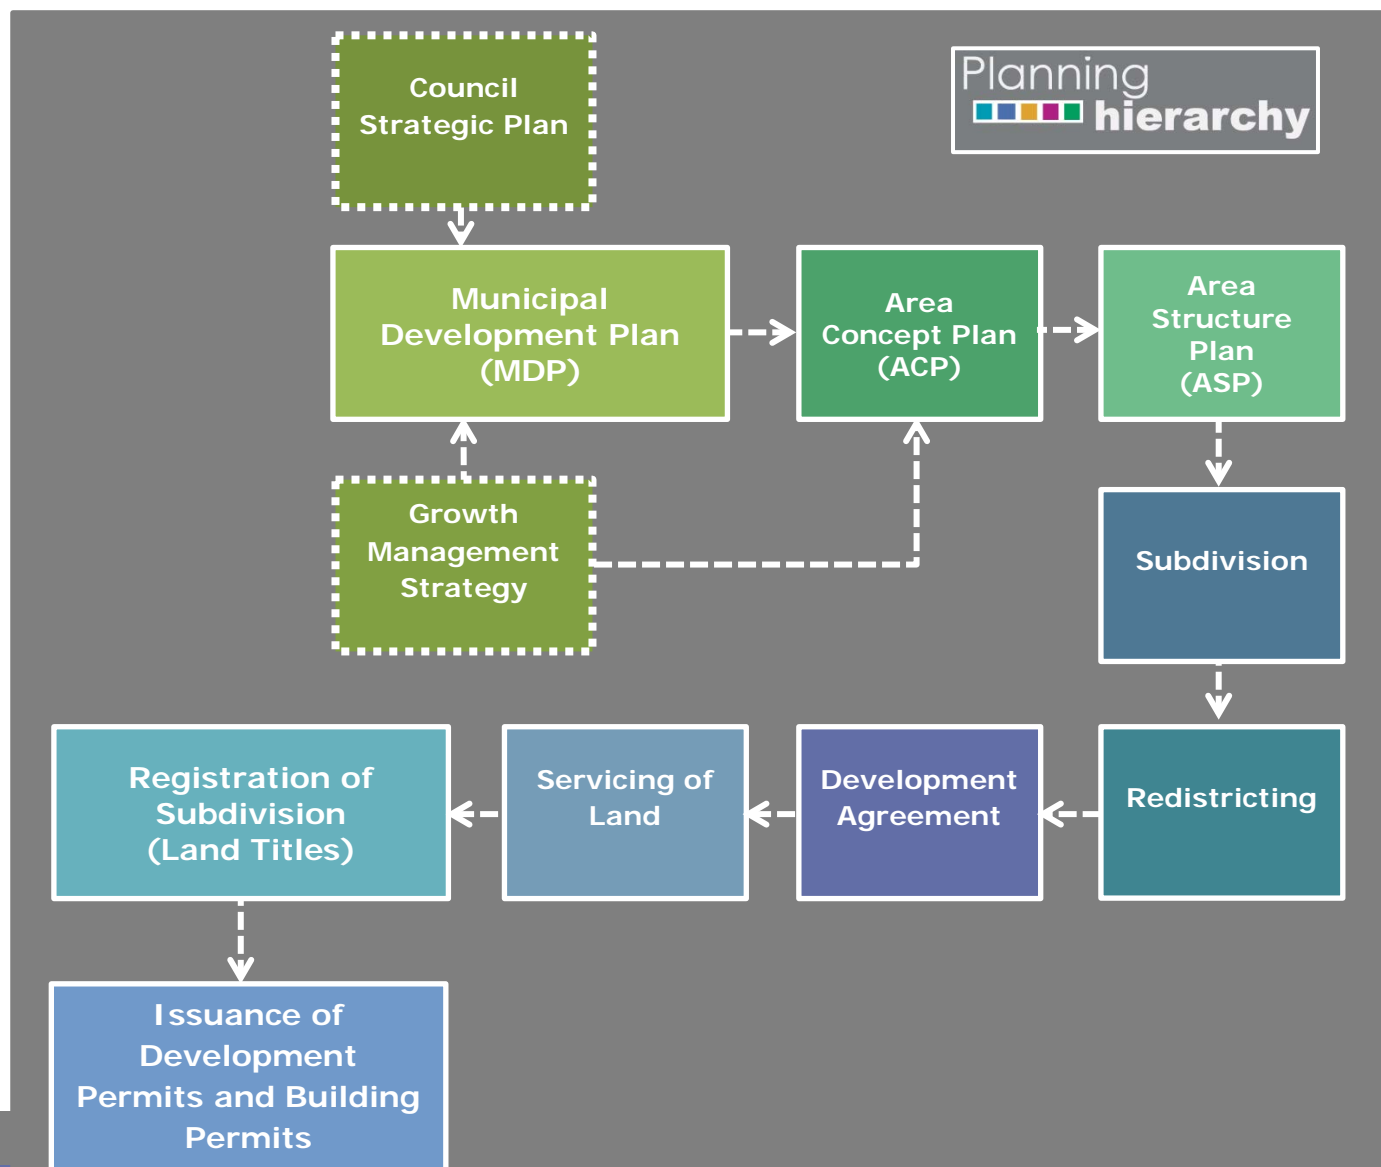 Council
Strategic Plan
Planning
hierarchy
Municipal
Development Plan
(MDP)
Area
Concept Plan
(ACP)
Area
Structure
Plan
(ASP)
Growth
Management
Strategy
Subdivision
Registration of
Subdivision
(Land Titles)
Servicing of
Land
Development
Agreement
Redistricting
Issuance of
Development
Permits and Building
Permits